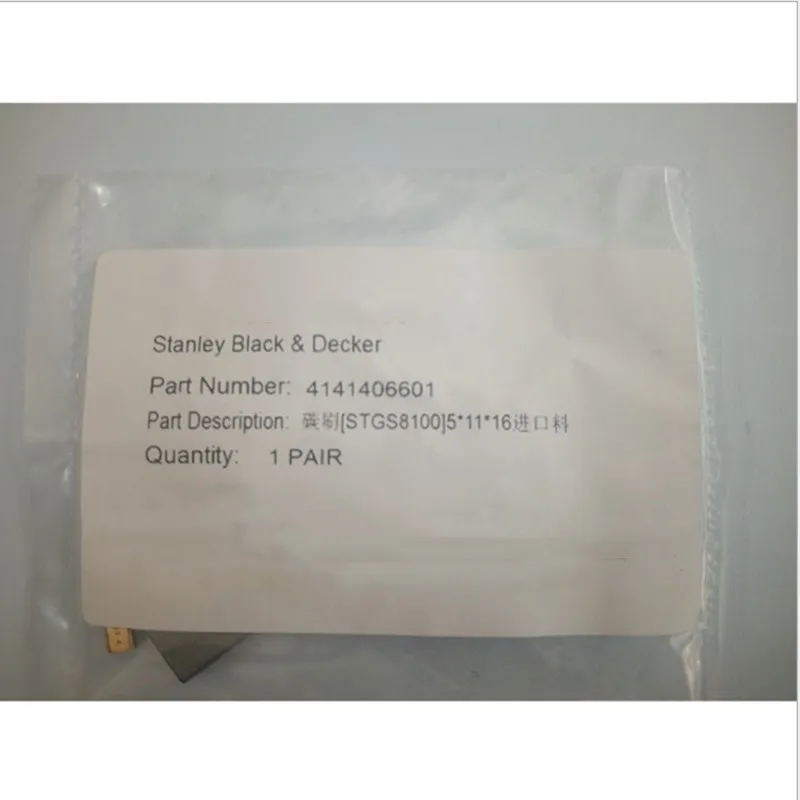 Stanley Black & Decker
Part Number: 4141406601
Part Description: 碳刷[STGS8100]5*11*16进口料
Quantity: 1 PAIR